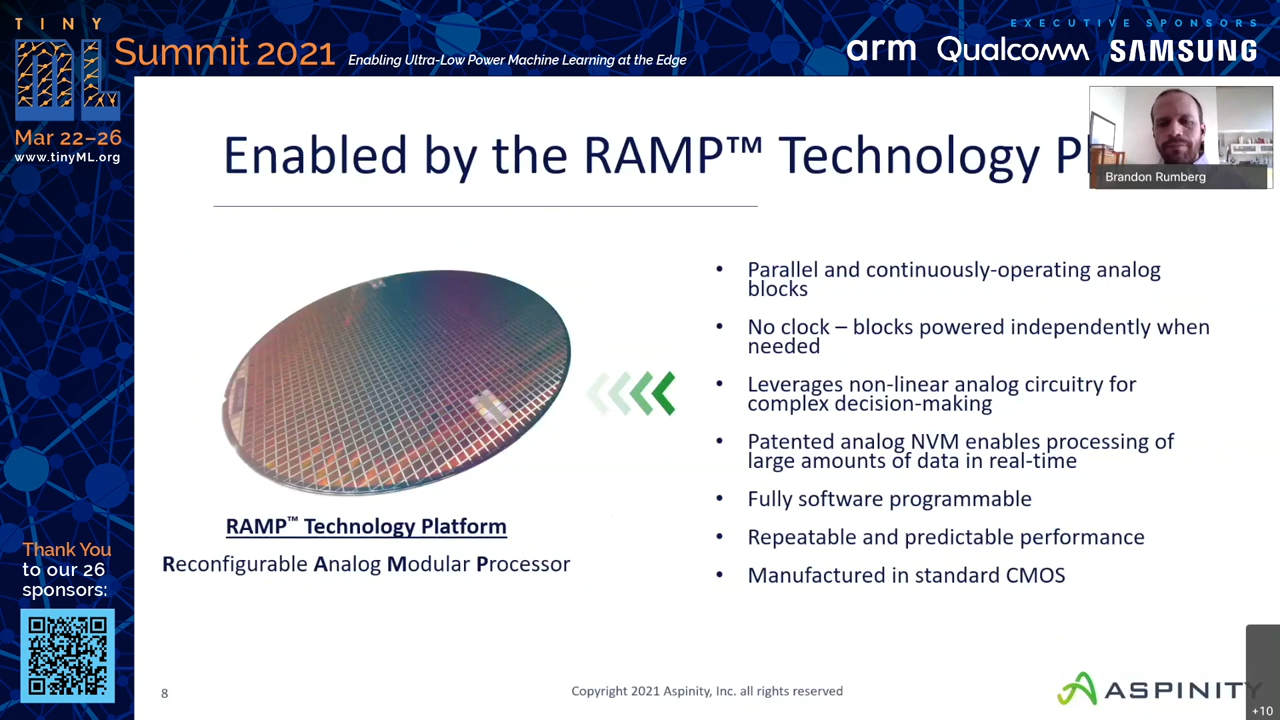 TINY
ML
Summit 2021
Enabling Ultra-Low Power Machine Learning at the Edge
EXECUTIVE SPONSORS
arm Qualcomm SAMSUNG
Mar 22–26
www.tinyML.org
Enabled by the RAMP™ Technology P
Brandon Rumberg
• Parallel and continuously-operating analog
blocks
• No clock – blocks powered independently when
needed
• Leverages non-linear analog circuitry for
complex decision-making
• Patented analog NVM enables processing of
large amounts of data in real-time
• Fully software programmable
• Repeatable and predictable performance
• Manufactured in standard CMOS
RAMP™ Technology Platform
Reconfigurable Analog Modular Processor
Thank You
to our 26
sponsors:
8
Copyright 2021 Aspinity, Inc. all rights reserved
ASPINITY
+10